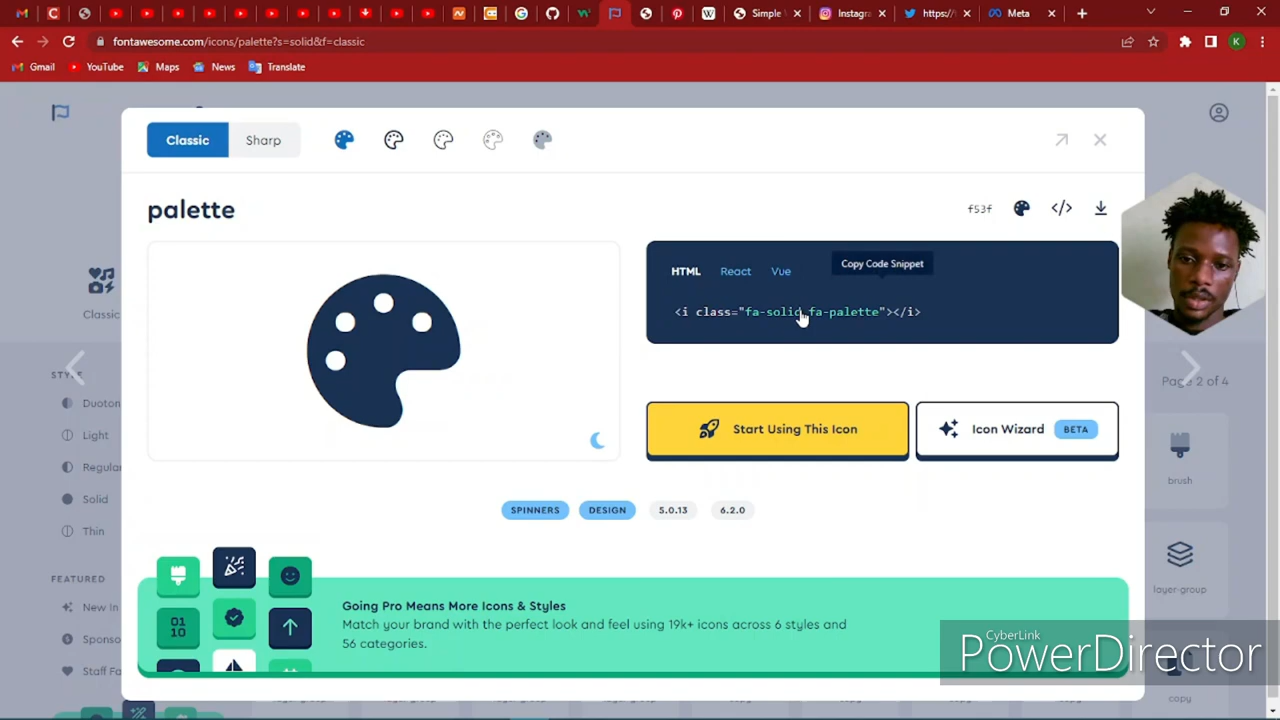 Simple
Instag
https://
Meta
fontawesome.com/icons/palette?s=solid&f=classic
K
Gmail
YouTube
Maps
News
Translate
Classic
Sharp
palette
f53f
Copy Code Snippet
HTML
React
Vue
<i class="fa-solid fa-palette"></i>
Classic
Page 2 of 4
Duoton
Light
Start Using This Icon
Icon Wizard
BETA
Regula
Solid
Thin
brush
SPINNERS
DESIGN
5.0.13
6.2.0
FEATURED
New In
Sponso
Staff Fa
layer-group
Going Pro Means More Icons & Styles
Match your brand with the perfect look and feel using 19k+ icons across 6 styles and
56 categories.
01
10
CyberLink
PowerDirector
copy